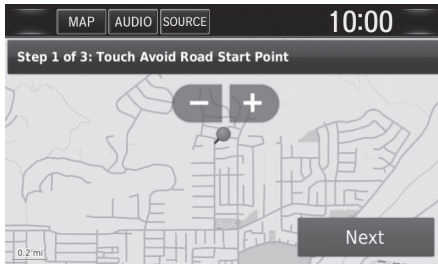 MAP AUDIO SOURCE 10:00
Step 1 of 3: Touch Avoid Road Start Point
− +
Next
0.2 mi